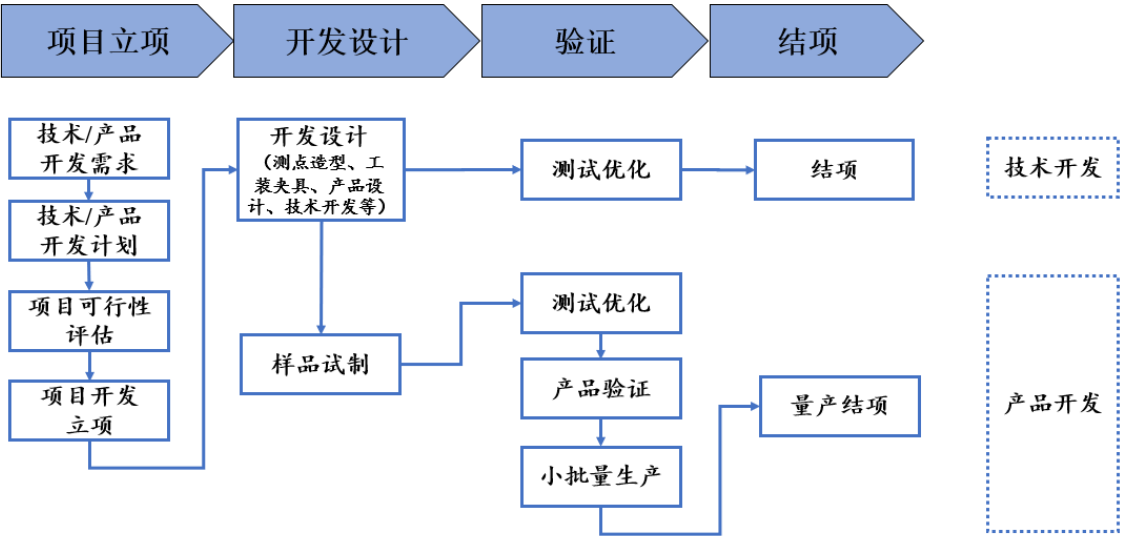 项目立项
开发设计
验证
结项
技术/产品
开发需求
技术/产品
开发计划
项目可行性
评估
项目开发
立项
开发设计
（测点造型、工
装夹具、产品设
计、技术开发等）
样品试制
测试优化
结项
技术开发
测试优化
产品验证
小批量生产
量产结项
产品开发